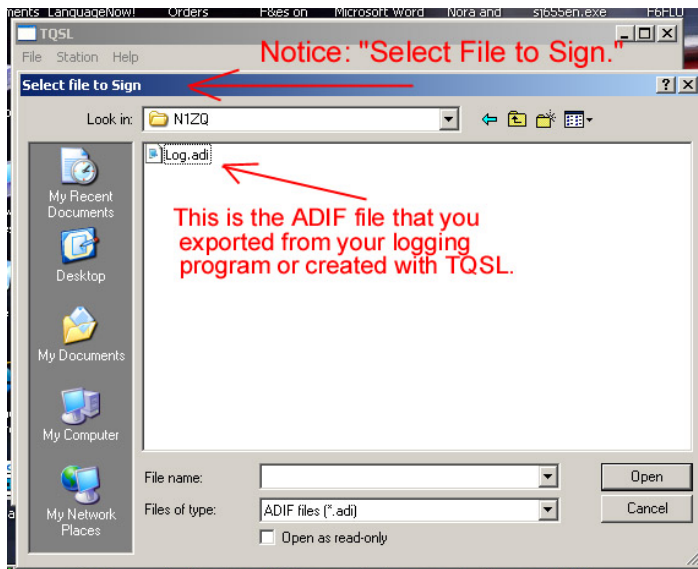 LanguageNow!
Orders
F&es on
Microsoft Word
Nora and
sj655en.exe
F6FLU
TQSL
File Station Help
Notice: "Select File to Sign."
Select file to Sign
Look in:
N1ZQ
Log.adi
My Recent
Documents
This is the ADIF file that you
exported from your logging
program or created with TQSL.
Desktop
My Documents
My Computer
My Network
Places
File name:
Open
Files of type:
ADIF files (*.adi)
Cancel
Open as read-only